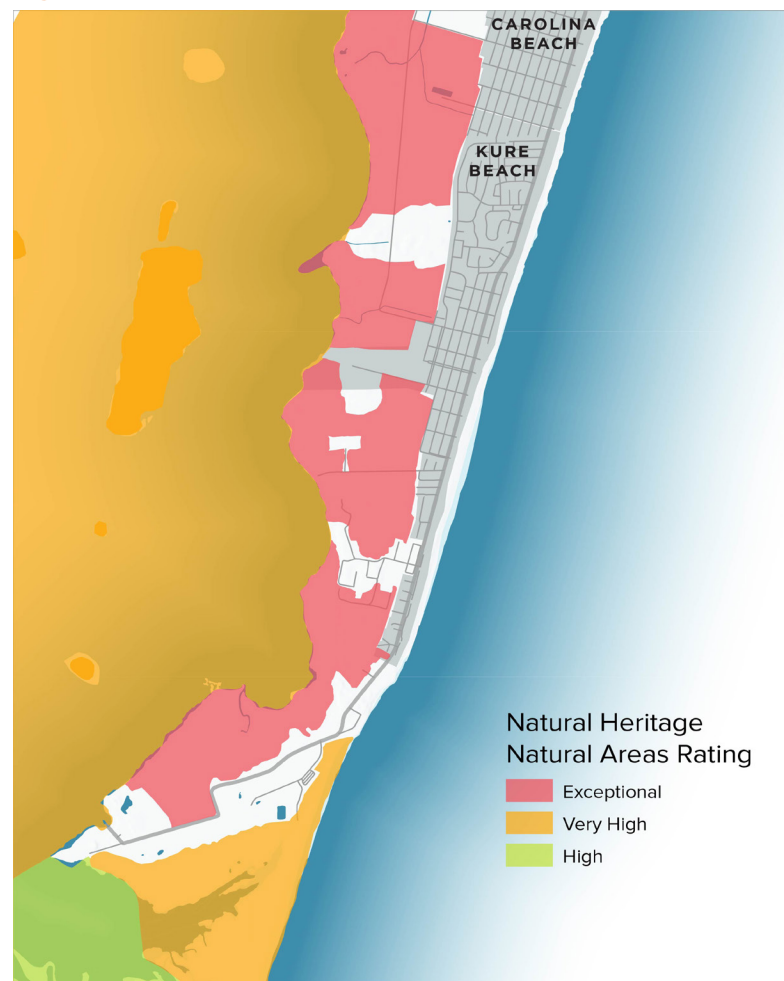 CAROLINA
BEACH
KURE
BEACH
Natural Heritage
Natural Areas Rating
Exceptional
Very High
High